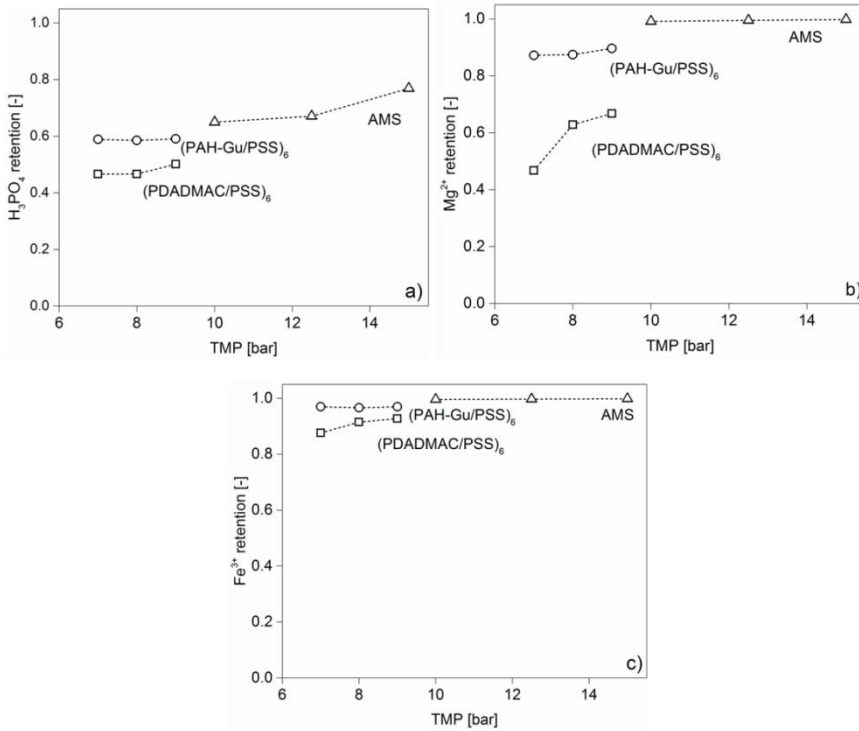 1.0
0.8
0.6
0.4
0.2
0.0
H₃PO₄ retention [-]
AMS
(PAH-Gu/PSS)₆
(PDADMAC/PSS)₆
a)
6 8 10 12 14
TMP [bar]
1.0
0.8
0.6
0.4
0.2
0.0
Mg²⁺ retention [-]
AMS
(PAH-Gu/PSS)₆
(PDADMAC/PSS)₆
b)
6 8 10 12 14
TMP [bar]
1.0
0.8
0.6
0.4
0.2
0.0
Fe³⁺ retention [-]
(PAH-Gu/PSS)₆ AMS
(PDADMAC/PSS)₆
c)
6 8 10 12 14
TMP [bar]